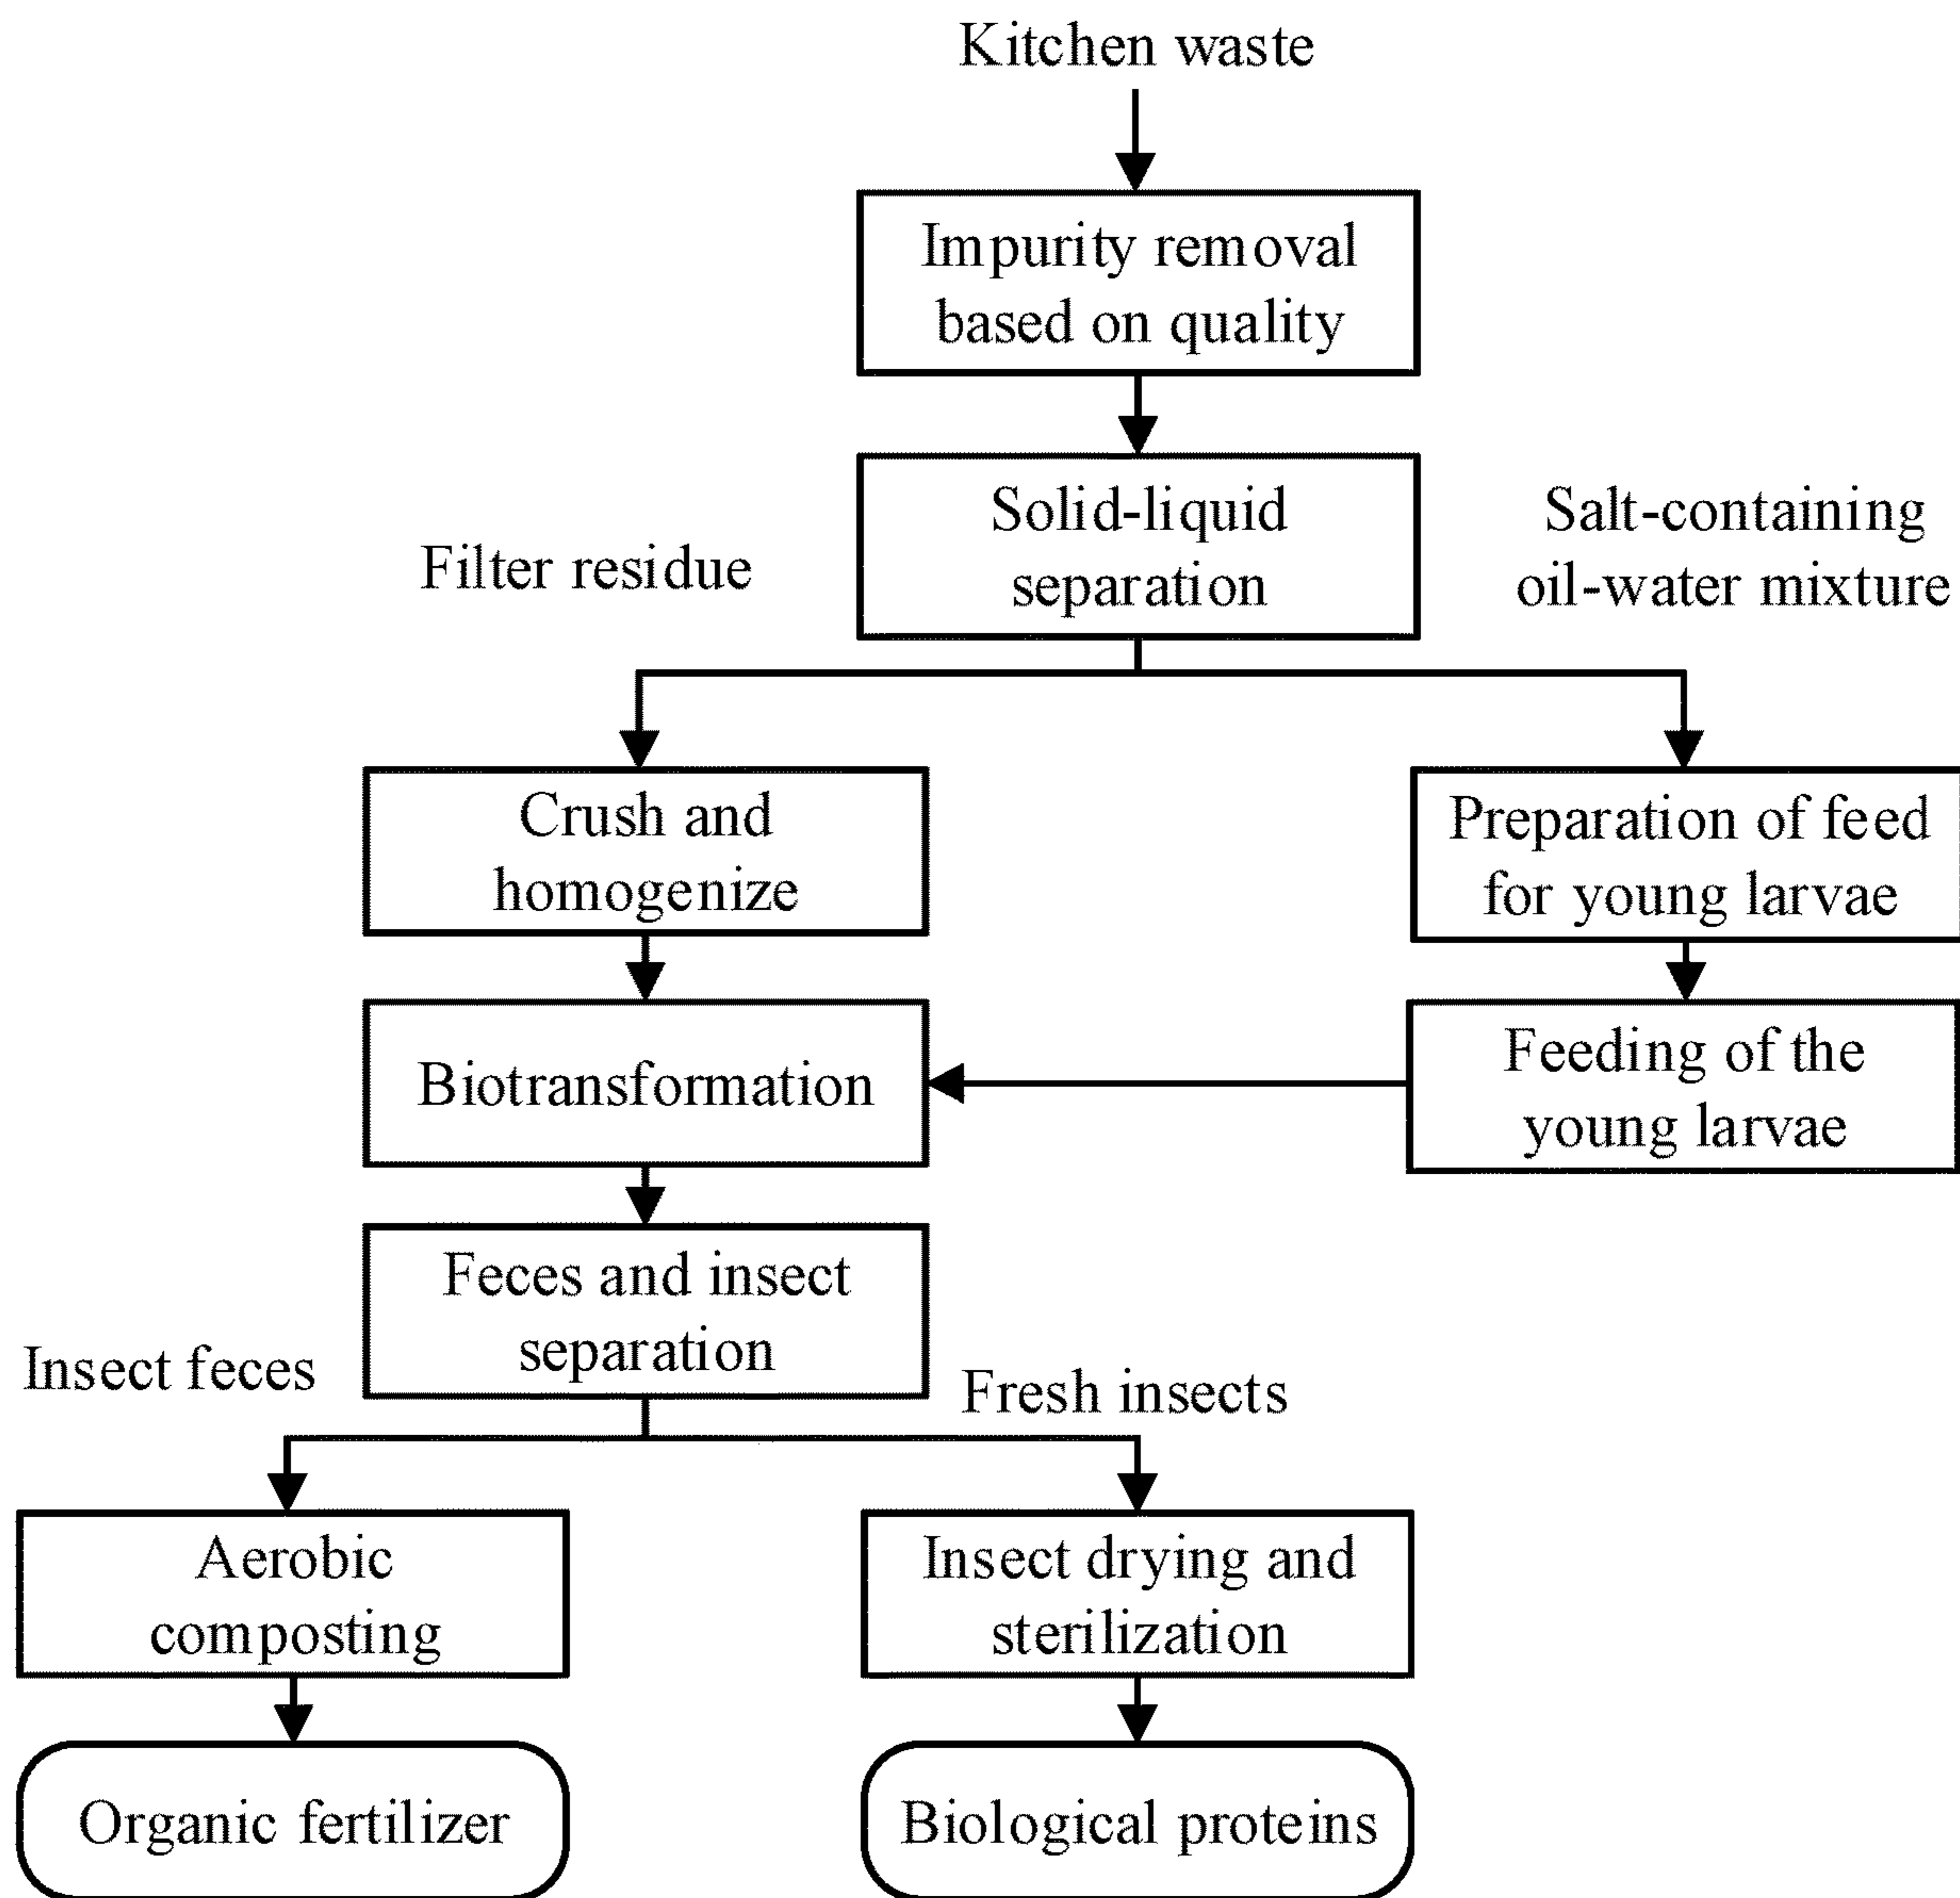 Kitchen waste
Impurity removal
based on quality
Solid-liquid
separation
Filter residue
Salt-containing
oil-water mixture
Crush and
homogenize
Preparation of feed
for young larvae
Biotransformation
Feeding of the
young larvae
Feces and insect
separation
Insect feces
Fresh insects
Aerobic
composting
Insect drying and
sterilization
Organic fertilizer
Biological proteins